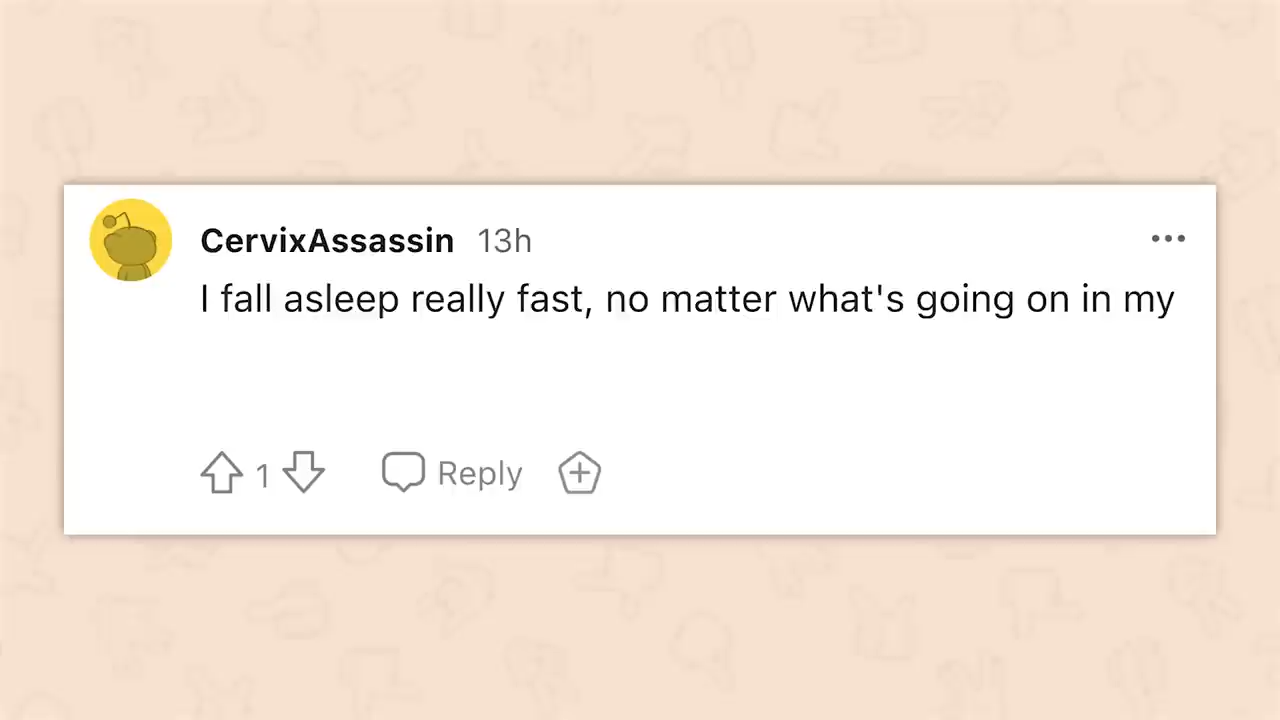 CervixAssassin 13h
I fall asleep really fast, no matter what's going on in my
1 Reply